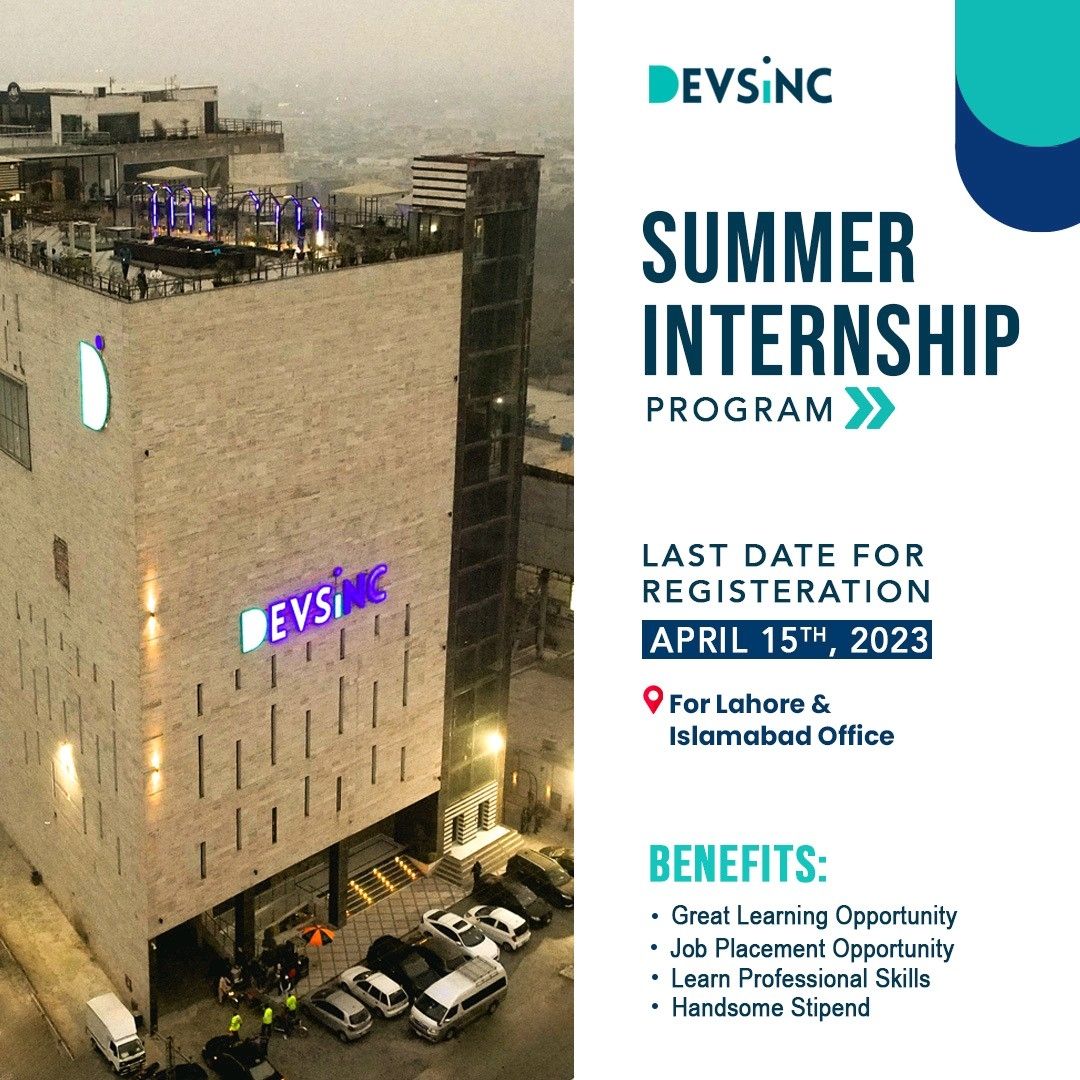 DEVSINC
SUMMER
INTERNSHIP
PROGRAM
LAST DATE FOR
REGISTERATION
APRIL 15TH, 2023
For Lahore &
Islamabad Office
BENEFITS:
• Great Learning Opportunity
• Job Placement Opportunity
• Learn Professional Skills
• Handsome Stipend
D
DEVSiNC